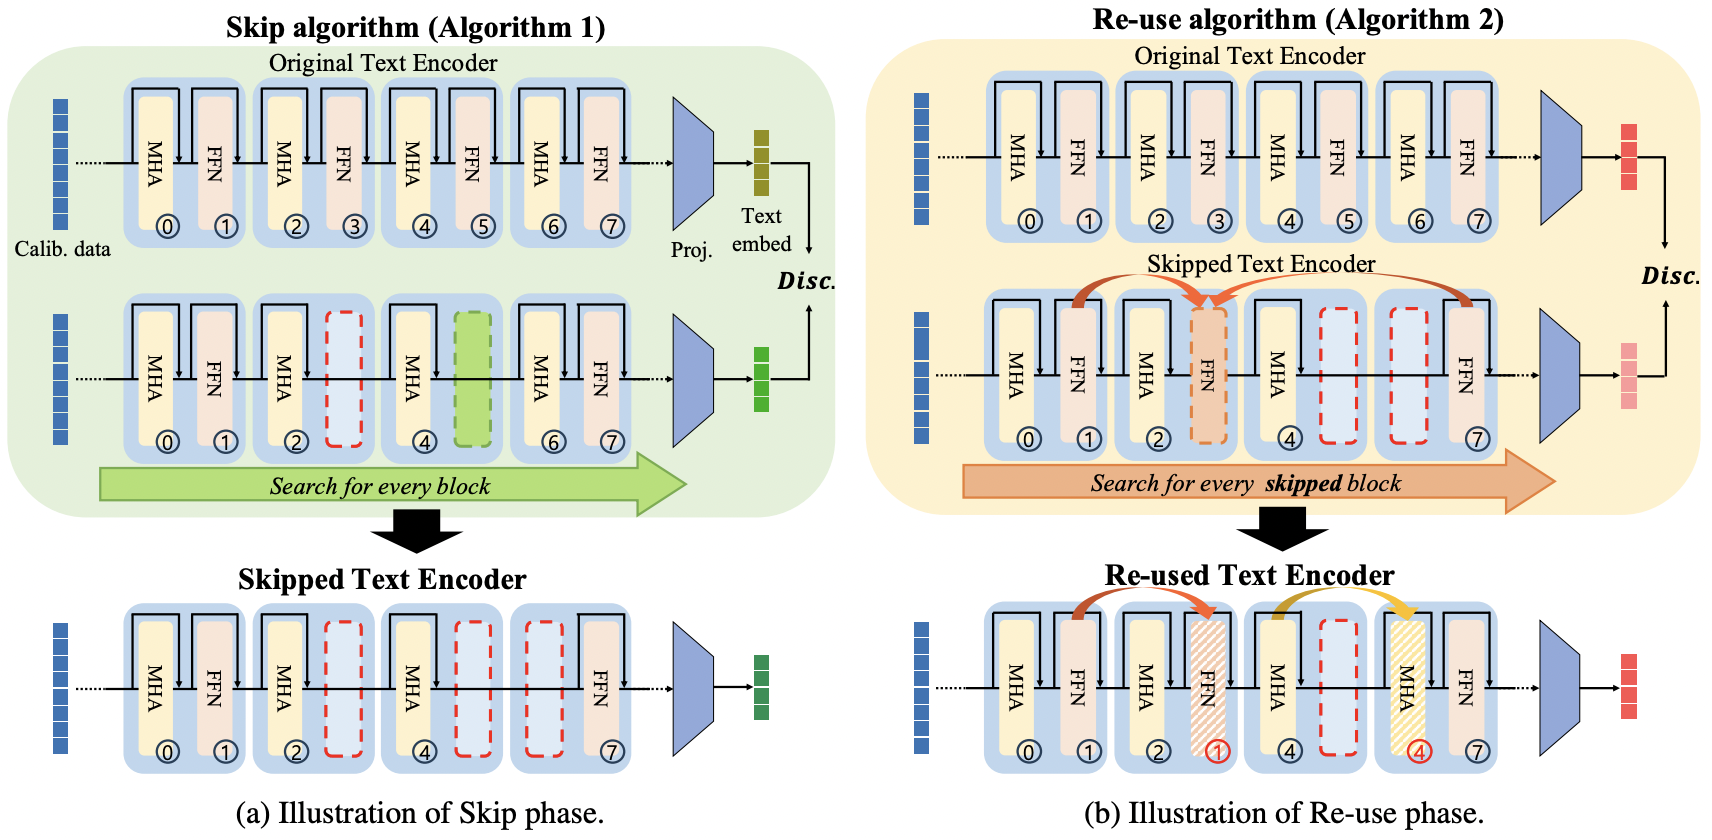 Skip algorithm (Algorithm 1)
Original Text Encoder
MHA FFN MHA FFN MHA FFN MHA FFN
0 1 2 3 4 5 6 7
Calib. data
Proj.
Text
embed
Disc.
MHA FFN MHA MHA MHA FFN
0 1 2 4 6 7
Search for every block
Skipped Text Encoder
MHA FFN MHA MHA FFN
0 1 2 4 7
(a) Illustration of Skip phase.
Re-use algorithm (Algorithm 2)
Original Text Encoder
MHA FFN MHA FFN MHA FFN MHA FFN
0 1 2 3 4 5 6 7
Skipped Text Encoder
Disc.
MHA FFN MHA FFN MHA FFN
0 1 2 4 7
Search for every skipped block
Re-used Text Encoder
MHA FFN MHA FFN MHA MHA FFN
0 1 2 1 4 4 7
(b) Illustration of Re-use phase.